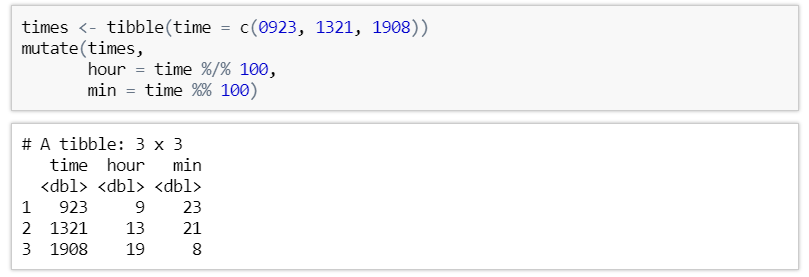 times <- tibble(time = c(0923, 1321, 1908))
mutate(times,
       hour = time %/% 100,
       min = time %% 100)
# A tibble: 3 x 3
   time  hour   min
  <dbl> <dbl> <dbl>
1   923     9    23
2  1321    13    21
3  1908    19     8